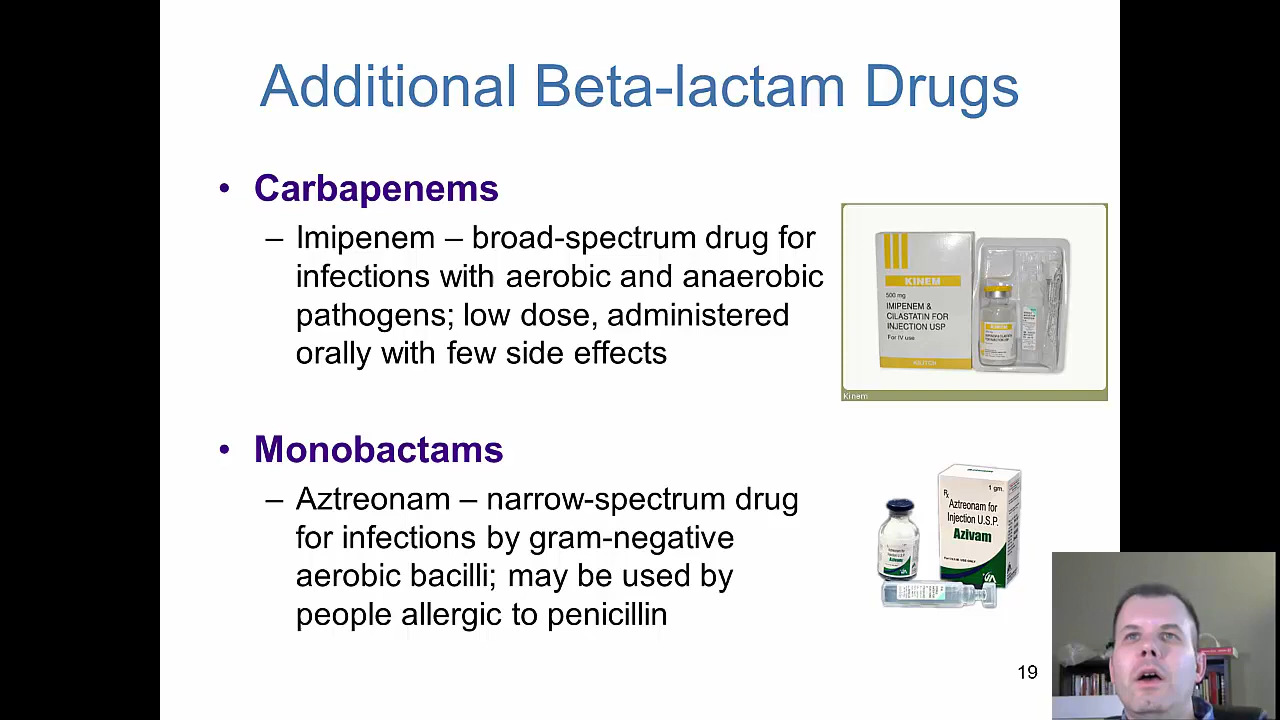 Additional Beta-lactam Drugs
• Carbapenems
– Imipenem – broad-spectrum drug for
infections with aerobic and anaerobic
pathogens; low dose, administered
orally with few side effects
KINEM
500 mg
IMIPENEM &
CILASTATIN FOR
INJECTION USP
For IV use
Kinem
• Monobactams
– Aztreonam – narrow-spectrum drug
for infections by gram-negative
aerobic bacilli; may be used by
people allergic to penicillin
1 gm.
Rx
Aztreonam for
Injection U.S.P.
Azivam
19